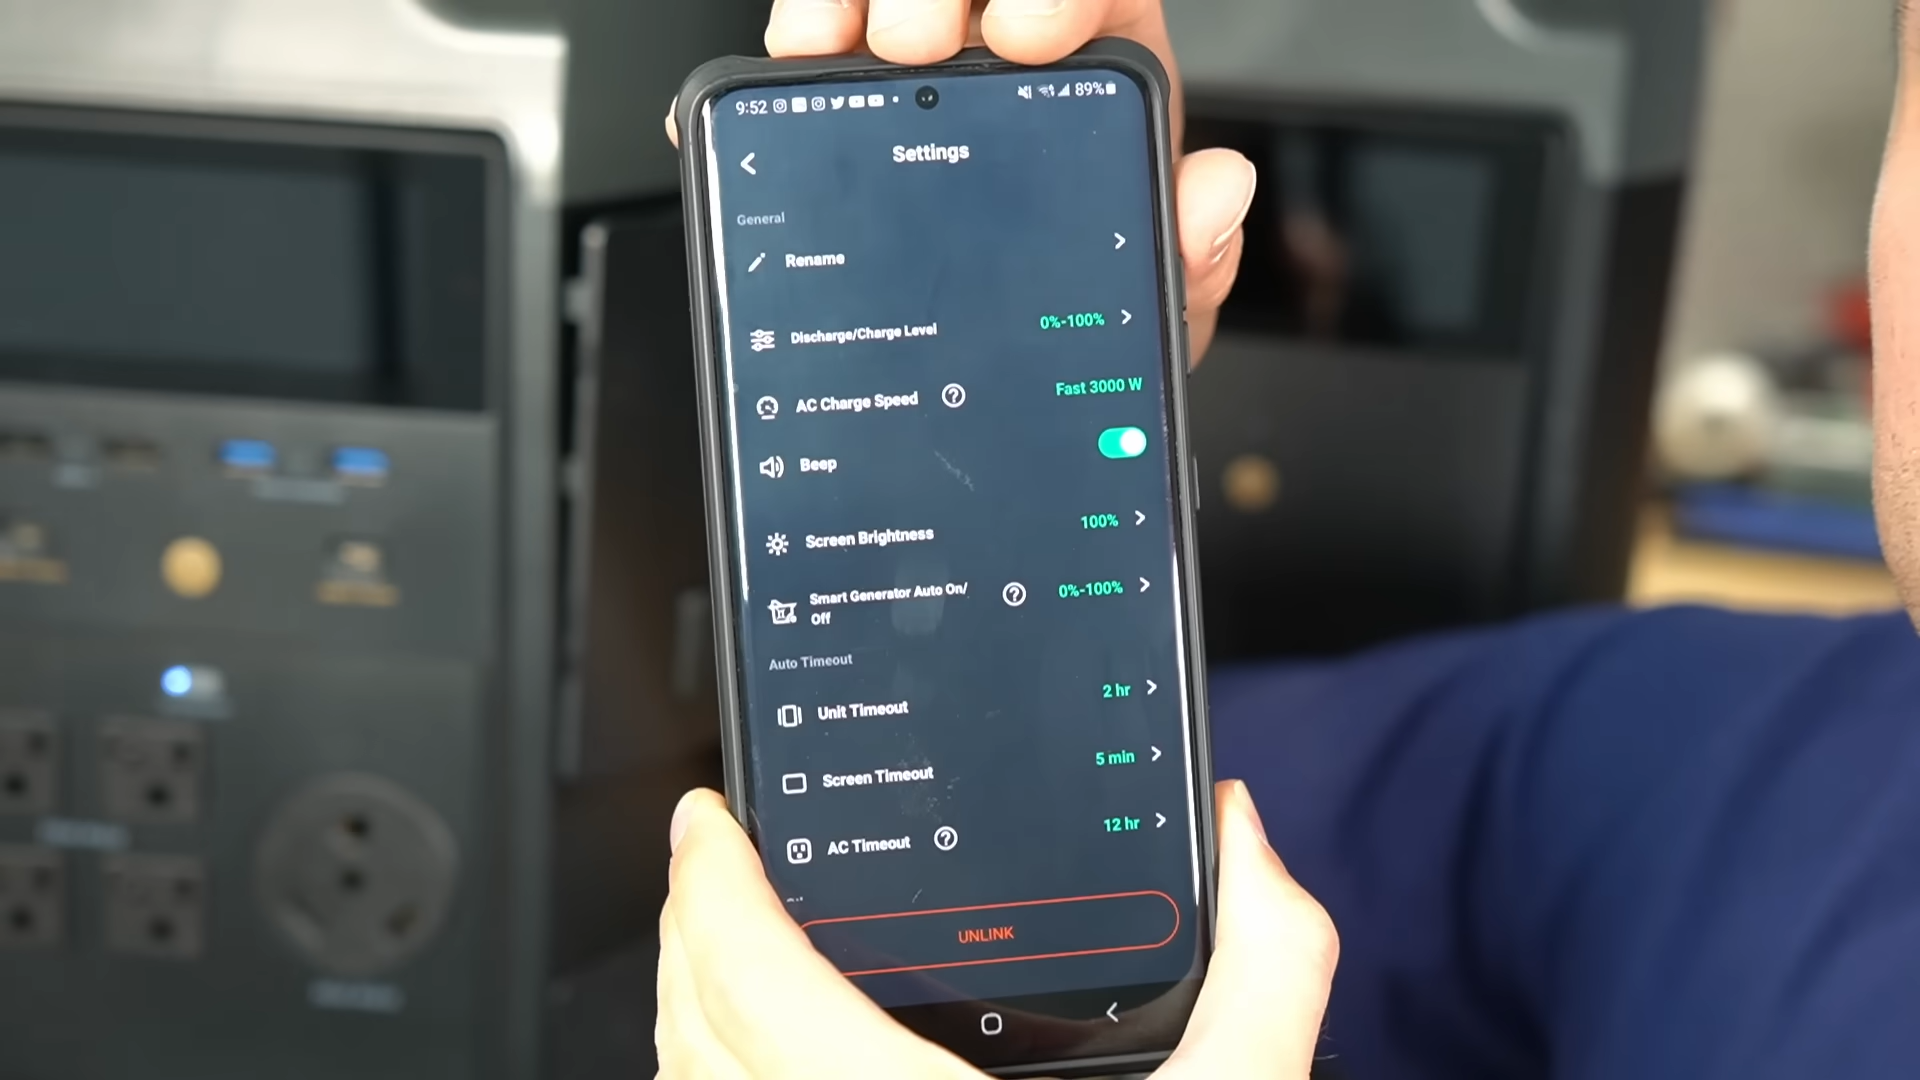 9:52
89%
Settings
General
Rename
Discharge/Charge Level 0%-100%
AC Charge Speed ? Fast 3000 W
Beep
Screen Brightness 100%
Smart Generator Auto On/ ? 0%-100%
Off
Auto Timeout
Unit Timeout 2 hr
Screen Timeout 5 min
AC Timeout ? 12 hr
UNLINK